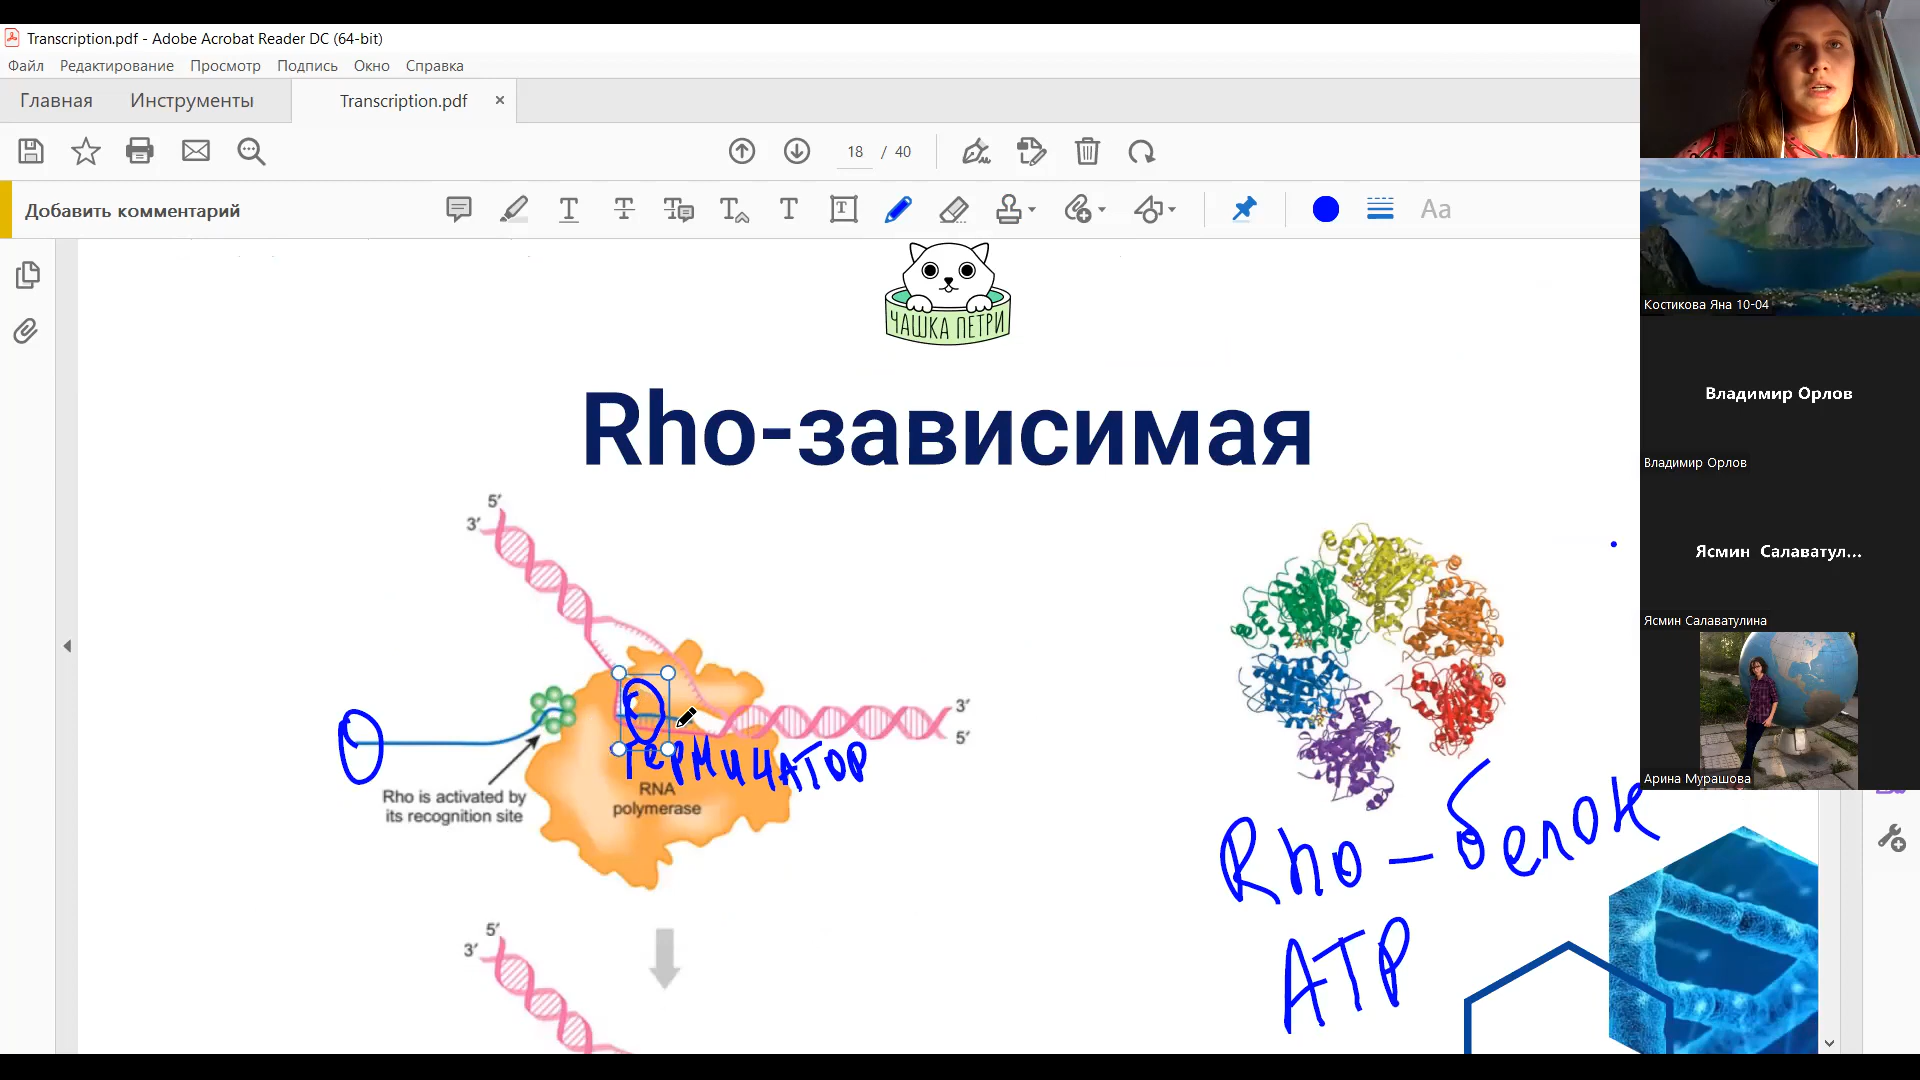 Transcription.pdf - Adobe Acrobat Reader DC (64-bit)
Файл Редактирование Просмотр Подпись Окно Справка
Главная Инструменты Transcription.pdf ×
18 / 40
Добавить комментарий
Aa
ЧАШКА ПЕТРИ
Rho-зависимая
5′
3′
3′
5′
терминатор
RNA
polymerase
Rho is activated by
its recognition site
Rho - белок
ATP
5′
3′
Костикова Яна 10-04
Владимир Орлов
Владимир Орлов
Ясмин Салаватул...
Ясмин Салаватулина
Арина Мурашова